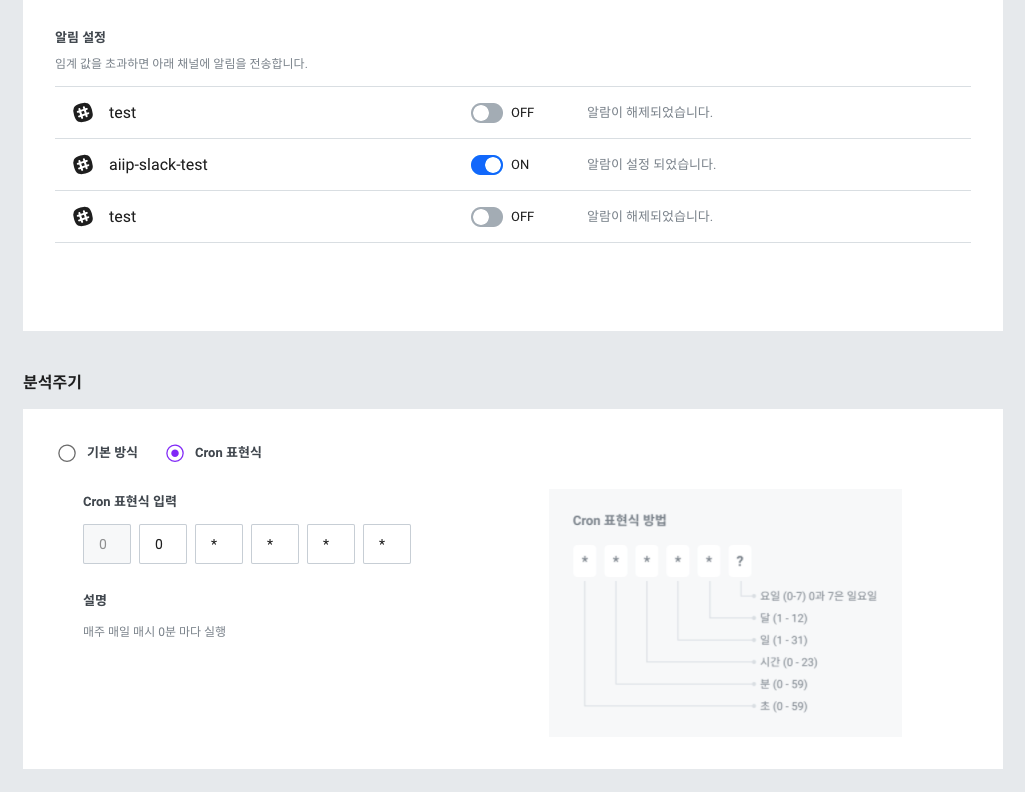 알림 설정
임계 값을 초과하면 아래 채널에 알림을 전송합니다.
test OFF 알람이 해제되었습니다.
aiip-slack-test ON 알람이 설정 되었습니다.
test OFF 알람이 해제되었습니다.
분석주기
기본 방식 Cron 표현식
Cron 표현식 입력
0 0 * * * *
설명
매주 매일 매시 0분 마다 실행
Cron 표현식 방법
* * * * * ?
요일 (0-7) 0과 7은 일요일
달 (1 - 12)
일 (1 - 31)
시간 (0 - 23)
분 (0 - 59)
초 (0 - 59)